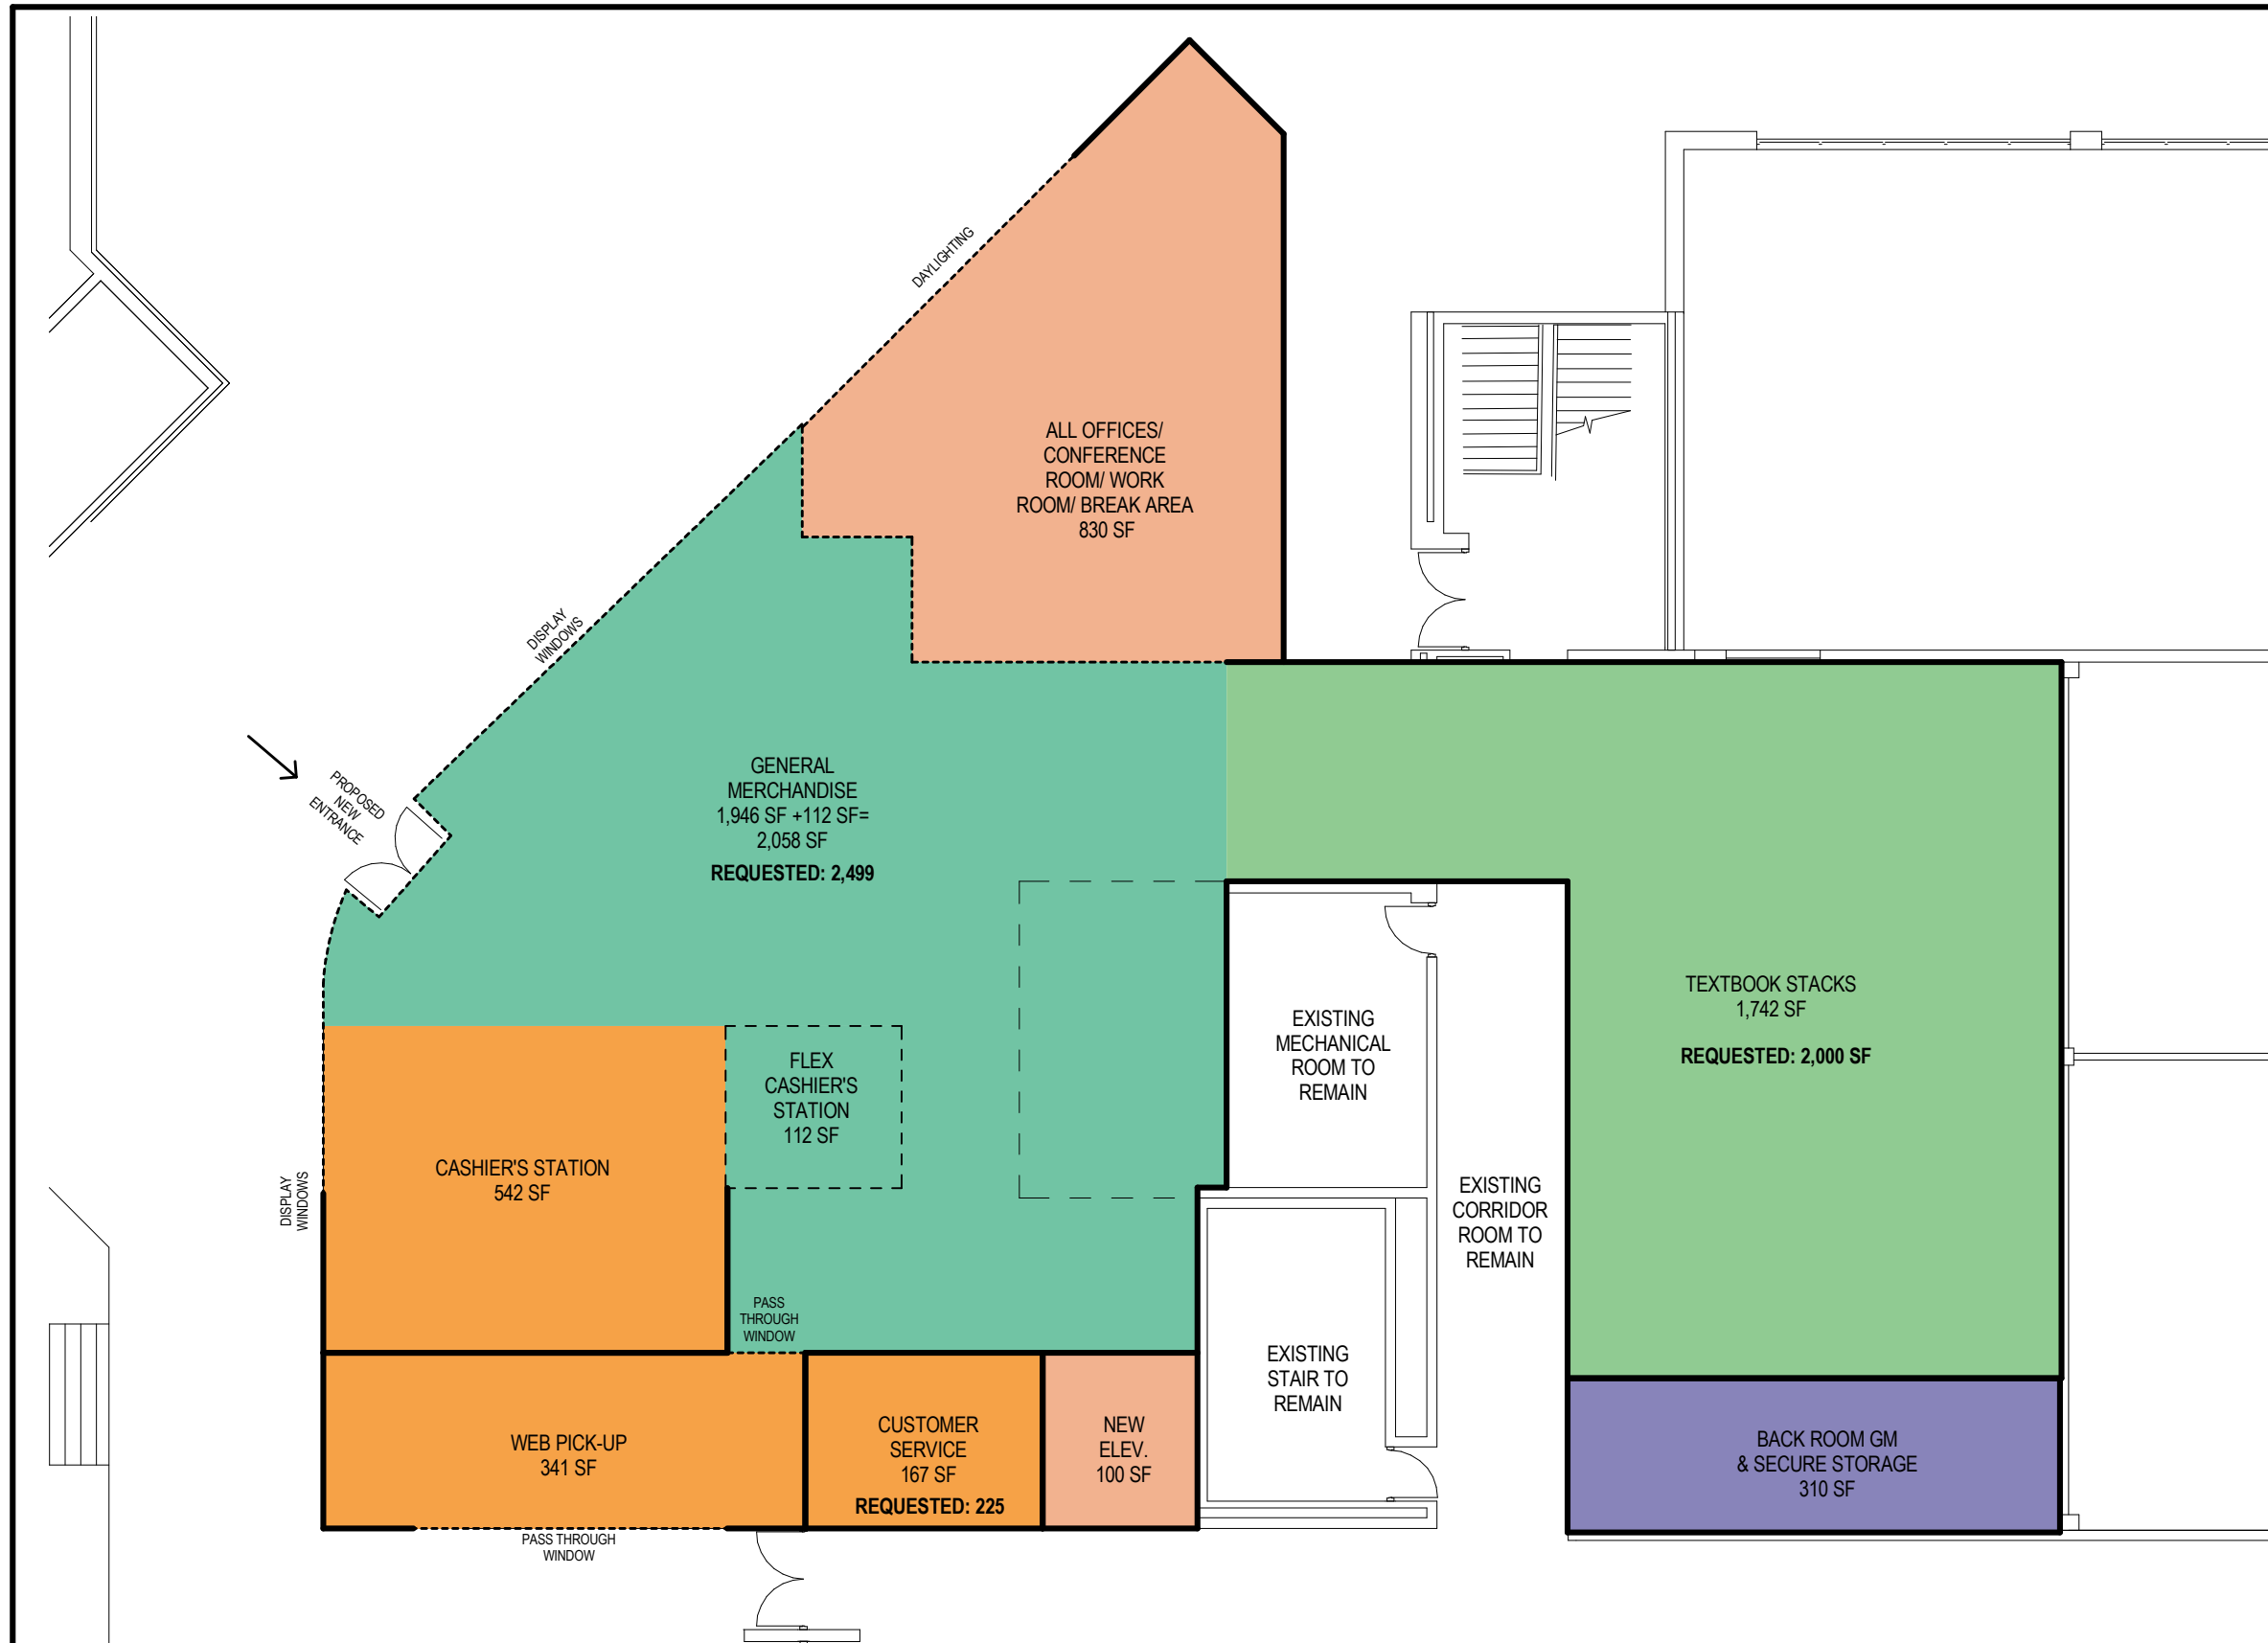 DAYLIGHTING
ALL OFFICES/
CONFERENCE
ROOM/ WORK
ROOM/ BREAK AREA
830 SF
DISPLAY
WINDOWS
PROPOSED
NEW
ENTRANCE
GENERAL
MERCHANDISE
1,946 SF +112 SF=
2,058 SF
REQUESTED: 2,499
TEXTBOOK STACKS
1,742 SF
REQUESTED: 2,000 SF
EXISTING
MECHANICAL
ROOM TO
REMAIN
FLEX
CASHIER'S
STATION
112 SF
CASHIER'S STATION
542 SF
DISPLAY
WINDOWS
EXISTING
CORRIDOR
ROOM TO
REMAIN
PASS
THROUGH
WINDOW
EXISTING
STAIR TO
REMAIN
WEB PICK-UP
341 SF
CUSTOMER
SERVICE
167 SF
REQUESTED: 225
NEW
ELEV.
100 SF
BACK ROOM GM
& SECURE STORAGE
310 SF
PASS THROUGH
WINDOW